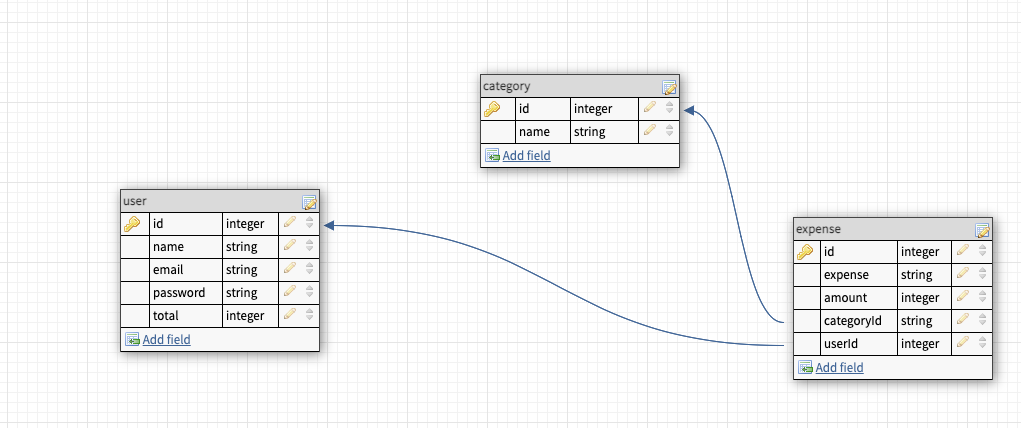 category
id integer
name string
Add field
user
id integer
name string
email string
password string
total integer
Add field
expense
id integer
expense string
amount integer
categoryId string
userId integer
Add field